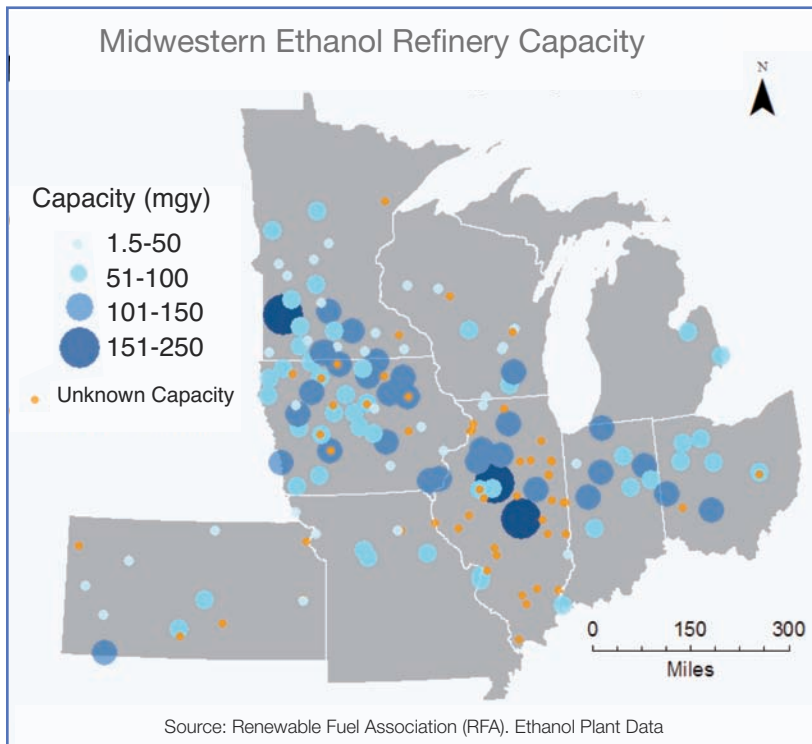 Midwestern Ethanol Refinery Capacity
N
Capacity (mgy)
1.5-50
51-100
101-150
151-250
Unknown Capacity
0 150 300
Miles
Source: Renewable Fuel Association (RFA). Ethanol Plant Data